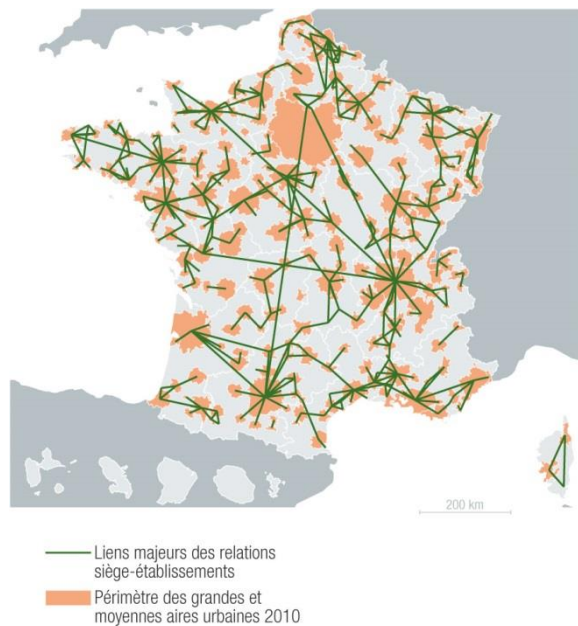 200 km
Liens majeurs des relations
siège-établissements
Périmètre des grandes et
moyennes aires urbaines 2010